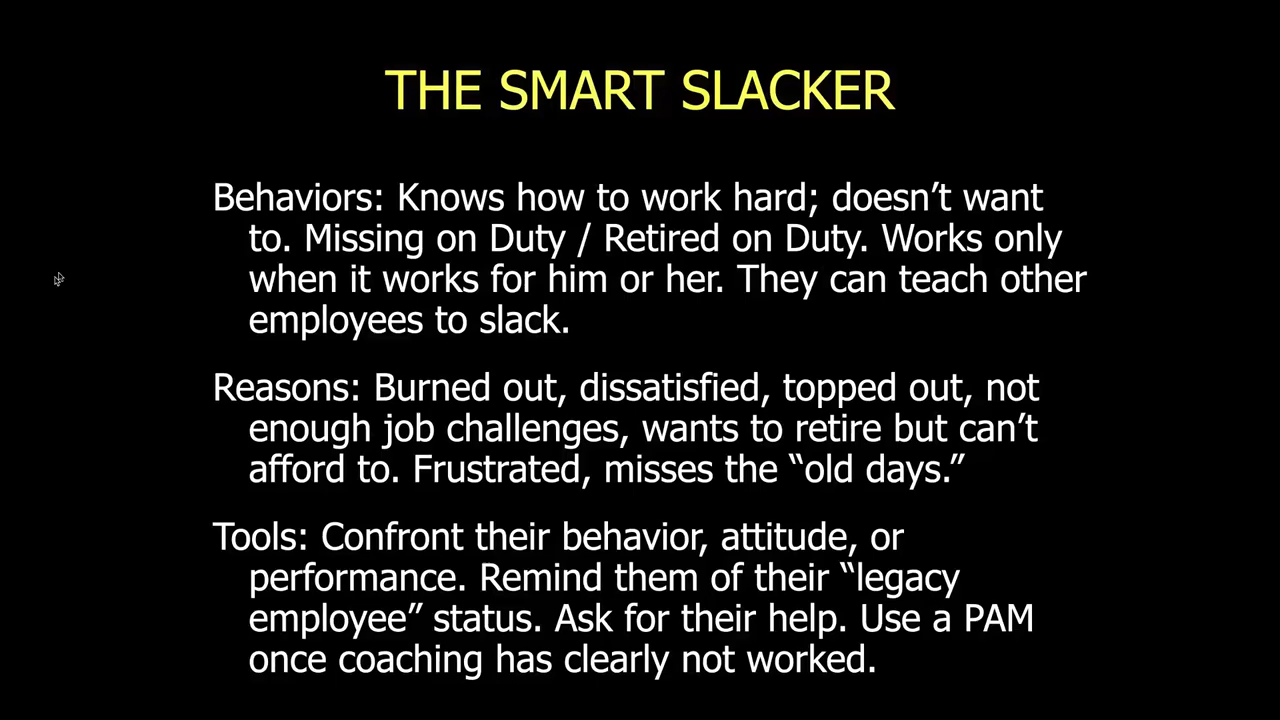 THE SMART SLACKER
Behaviors: Knows how to work hard; doesn’t want
to. Missing on Duty / Retired on Duty. Works only
when it works for him or her. They can teach other
employees to slack.
Reasons: Burned out, dissatisfied, topped out, not
enough job challenges, wants to retire but can’t
afford to. Frustrated, misses the “old days.”
Tools: Confront their behavior, attitude, or
performance. Remind them of their “legacy
employee” status. Ask for their help. Use a PAM
once coaching has clearly not worked.